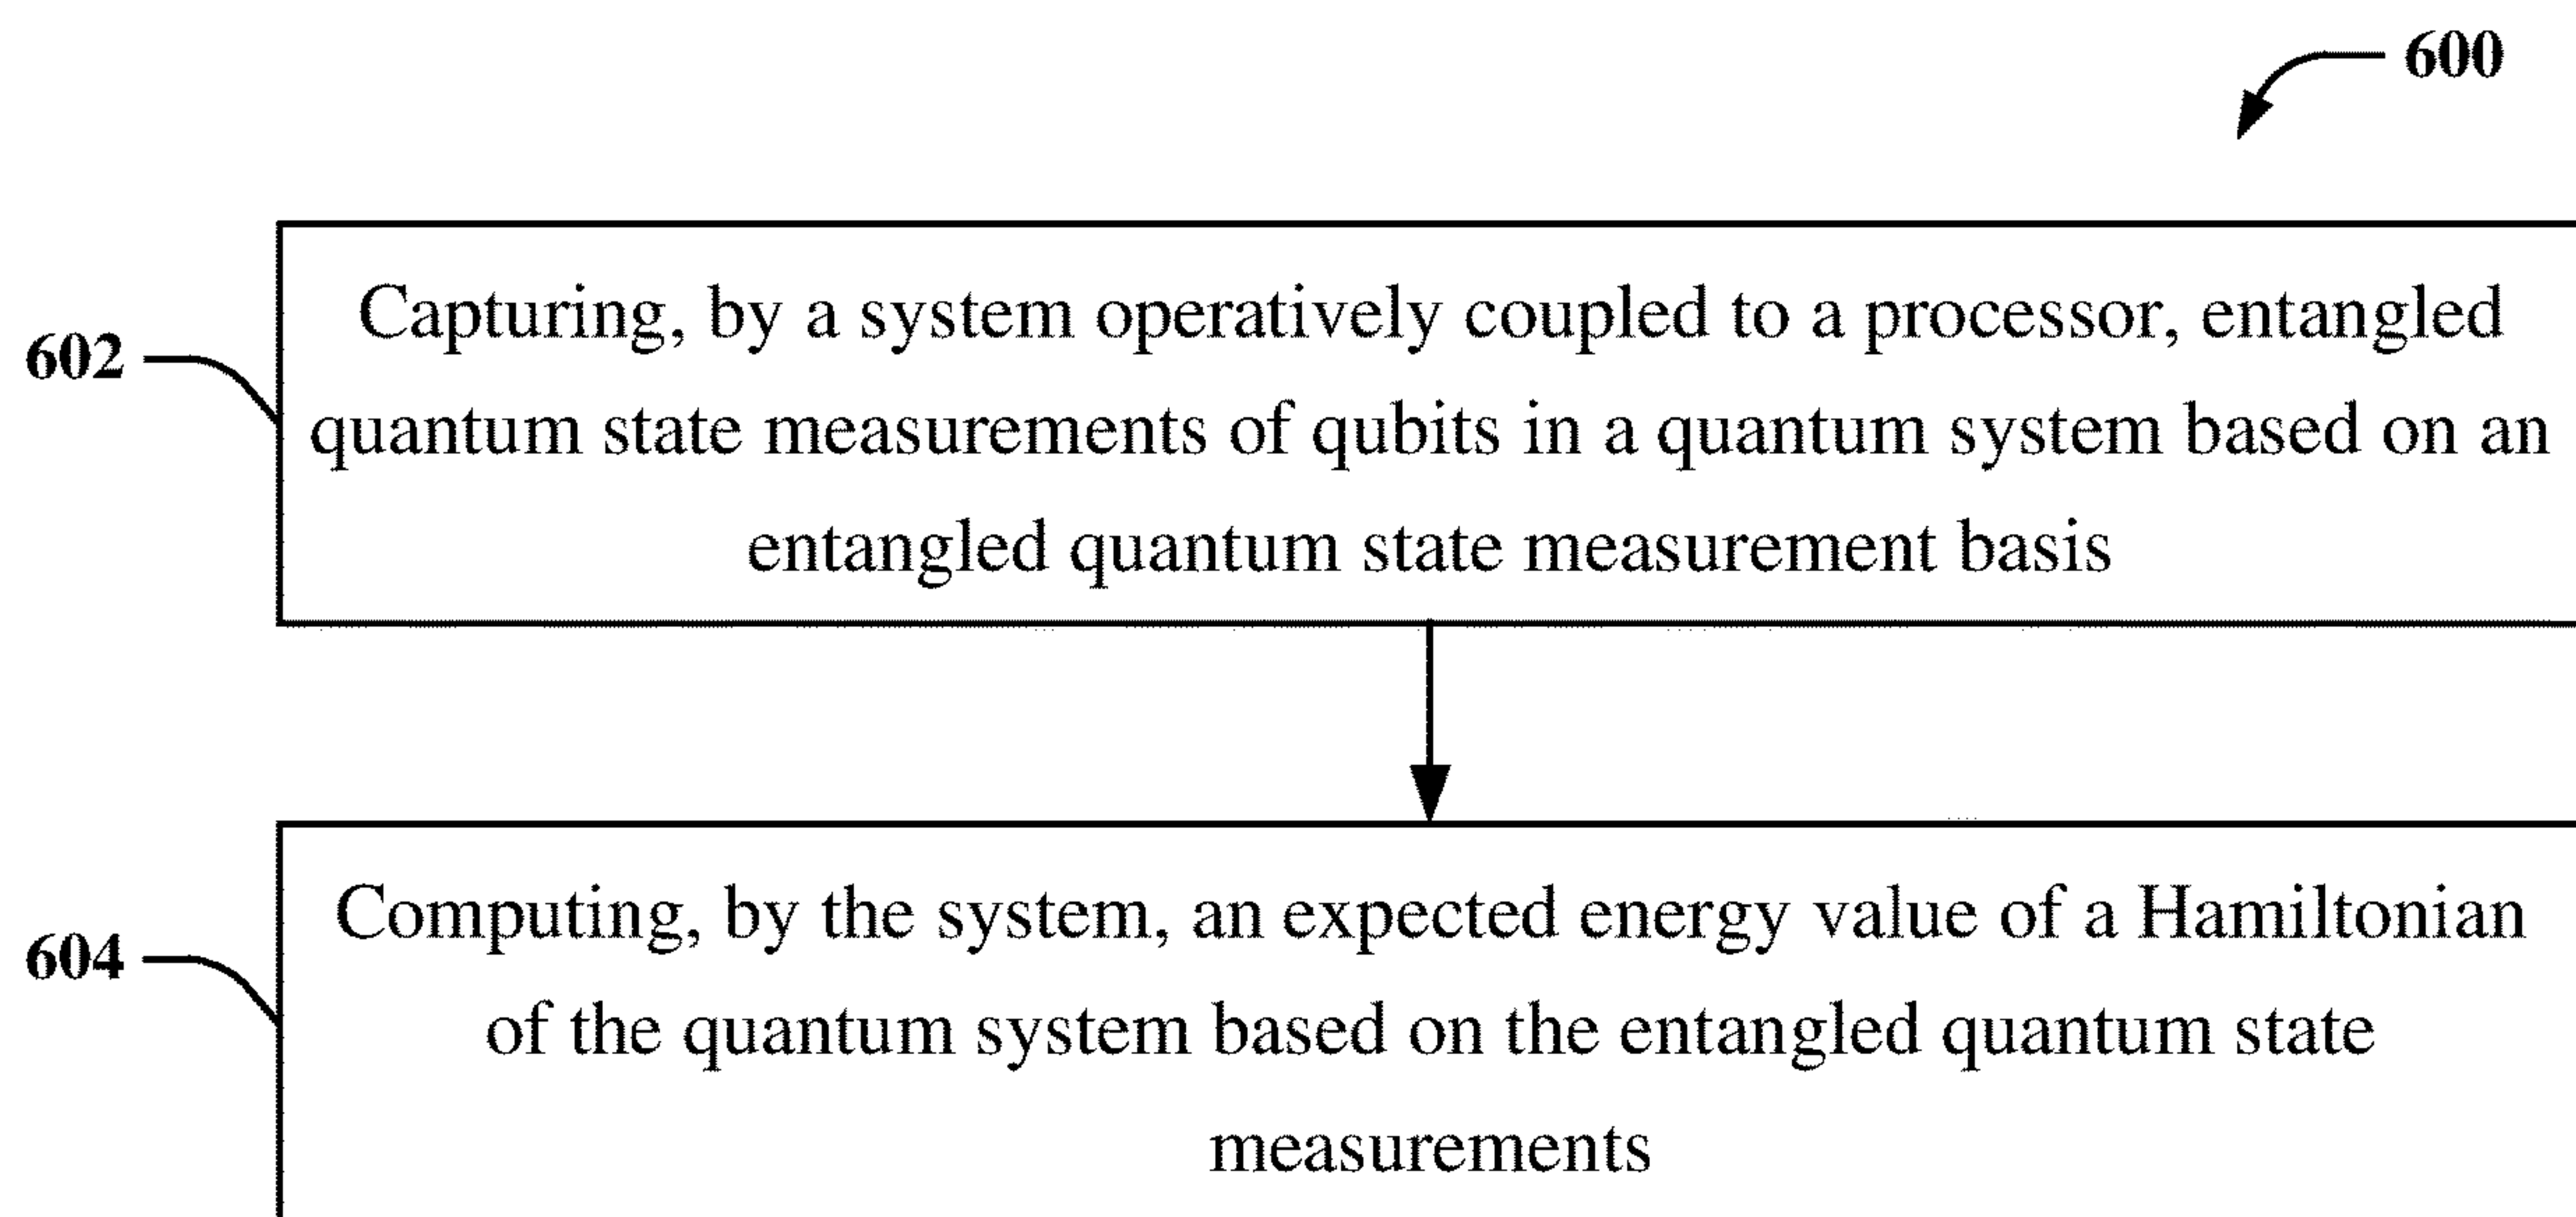 600
602
Capturing, by a system operatively coupled to a processor, entangled
quantum state measurements of qubits in a quantum system based on an
entangled quantum state measurement basis
604
Computing, by the system, an expected energy value of a Hamiltonian
of the quantum system based on the entangled quantum state
measurements